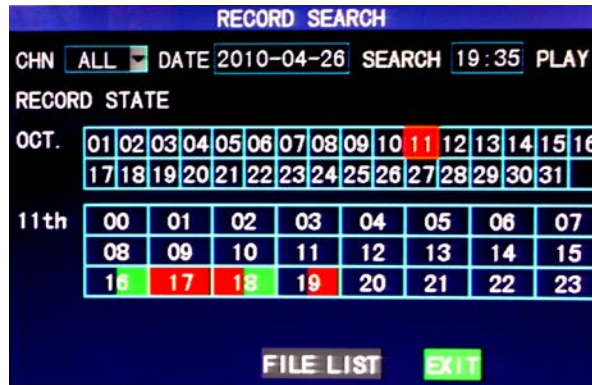 RECORD SEARCH
CHN ALL DATE 2010-04-26 SEARCH 19:35 PLAY
RECORD STATE
OCT. 01 02 03 04 05 06 07 08 09 10 11 12 13 14 15 16
17 18 19 20 21 22 23 24 25 26 27 28 29 30 31
11th 00 01 02 03 04 05 06 07
08 09 10 11 12 13 14 15
16 17 18 19 20 21 22 23
FILE LIST EXIT